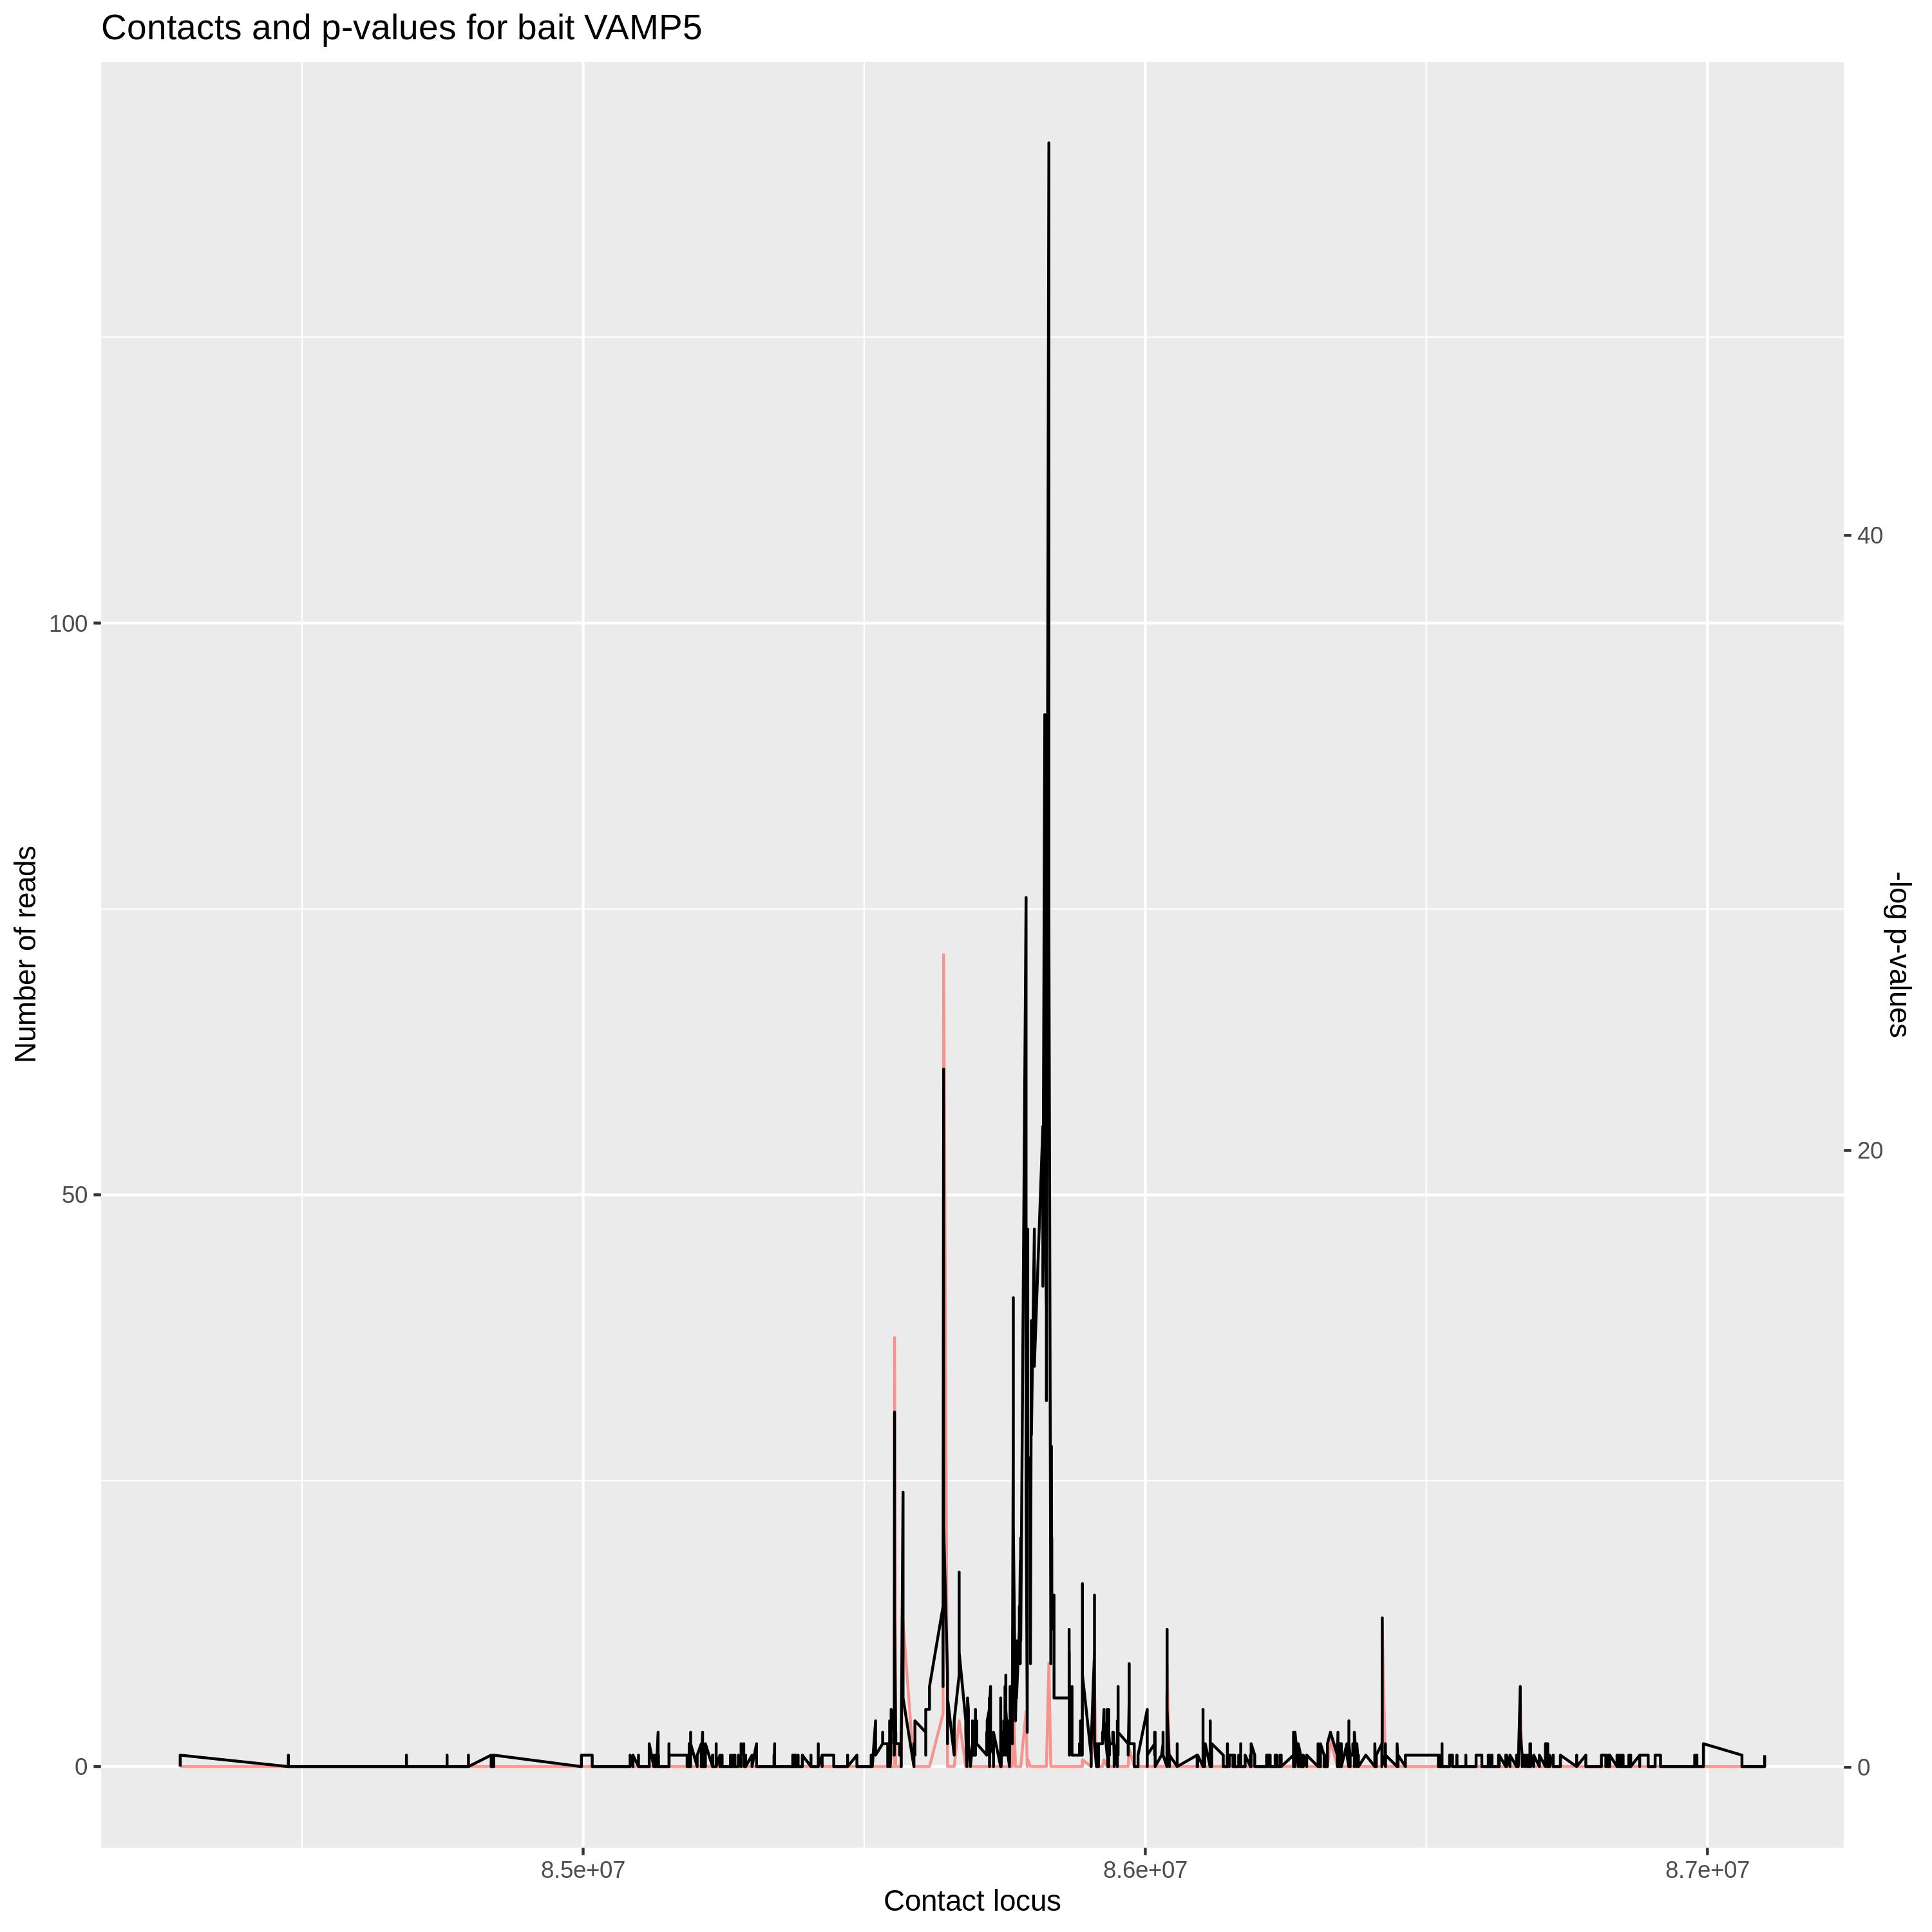 Contacts and p-values for bait VAMP5
Number of reads
100
50
0
40
20
0
-log p-values
8.5e+07
8.6e+07
8.7e+07
Contact locus